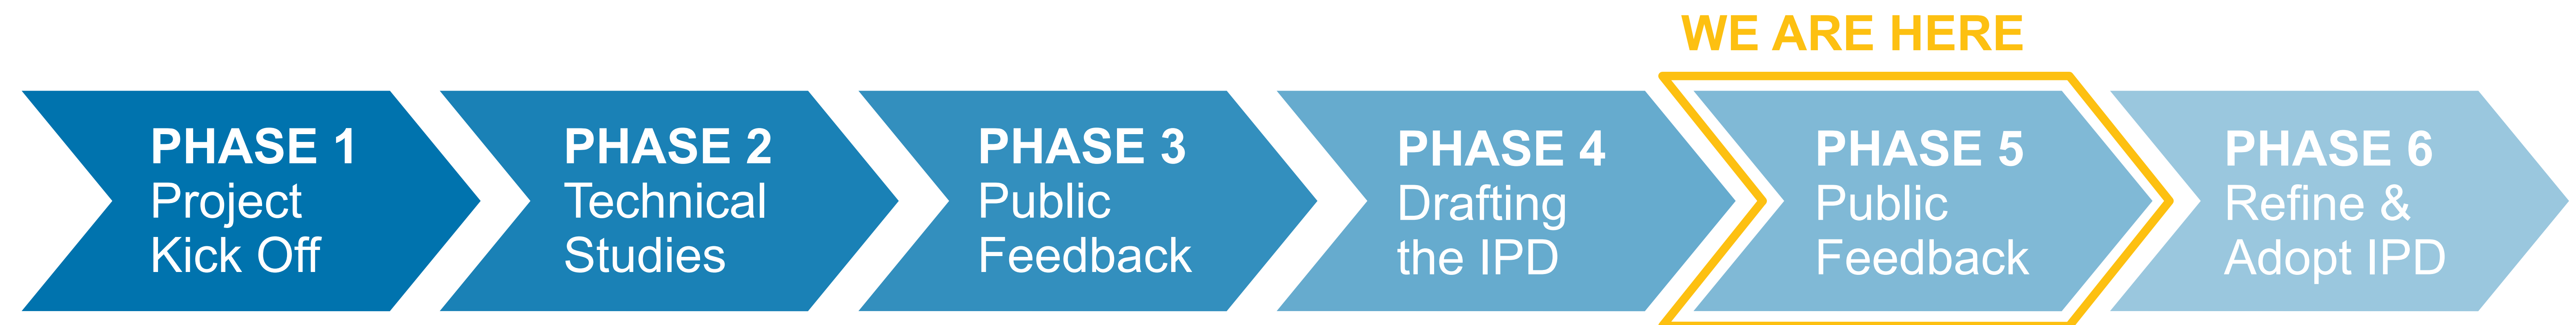 WE ARE HERE
PHASE 1
Project
Kick Off
PHASE 2
Technical
Studies
PHASE 3
Public
Feedback
PHASE 4
Drafting
the IPD
PHASE 5
Public
Feedback
PHASE 6
Refine &
Adopt IPD